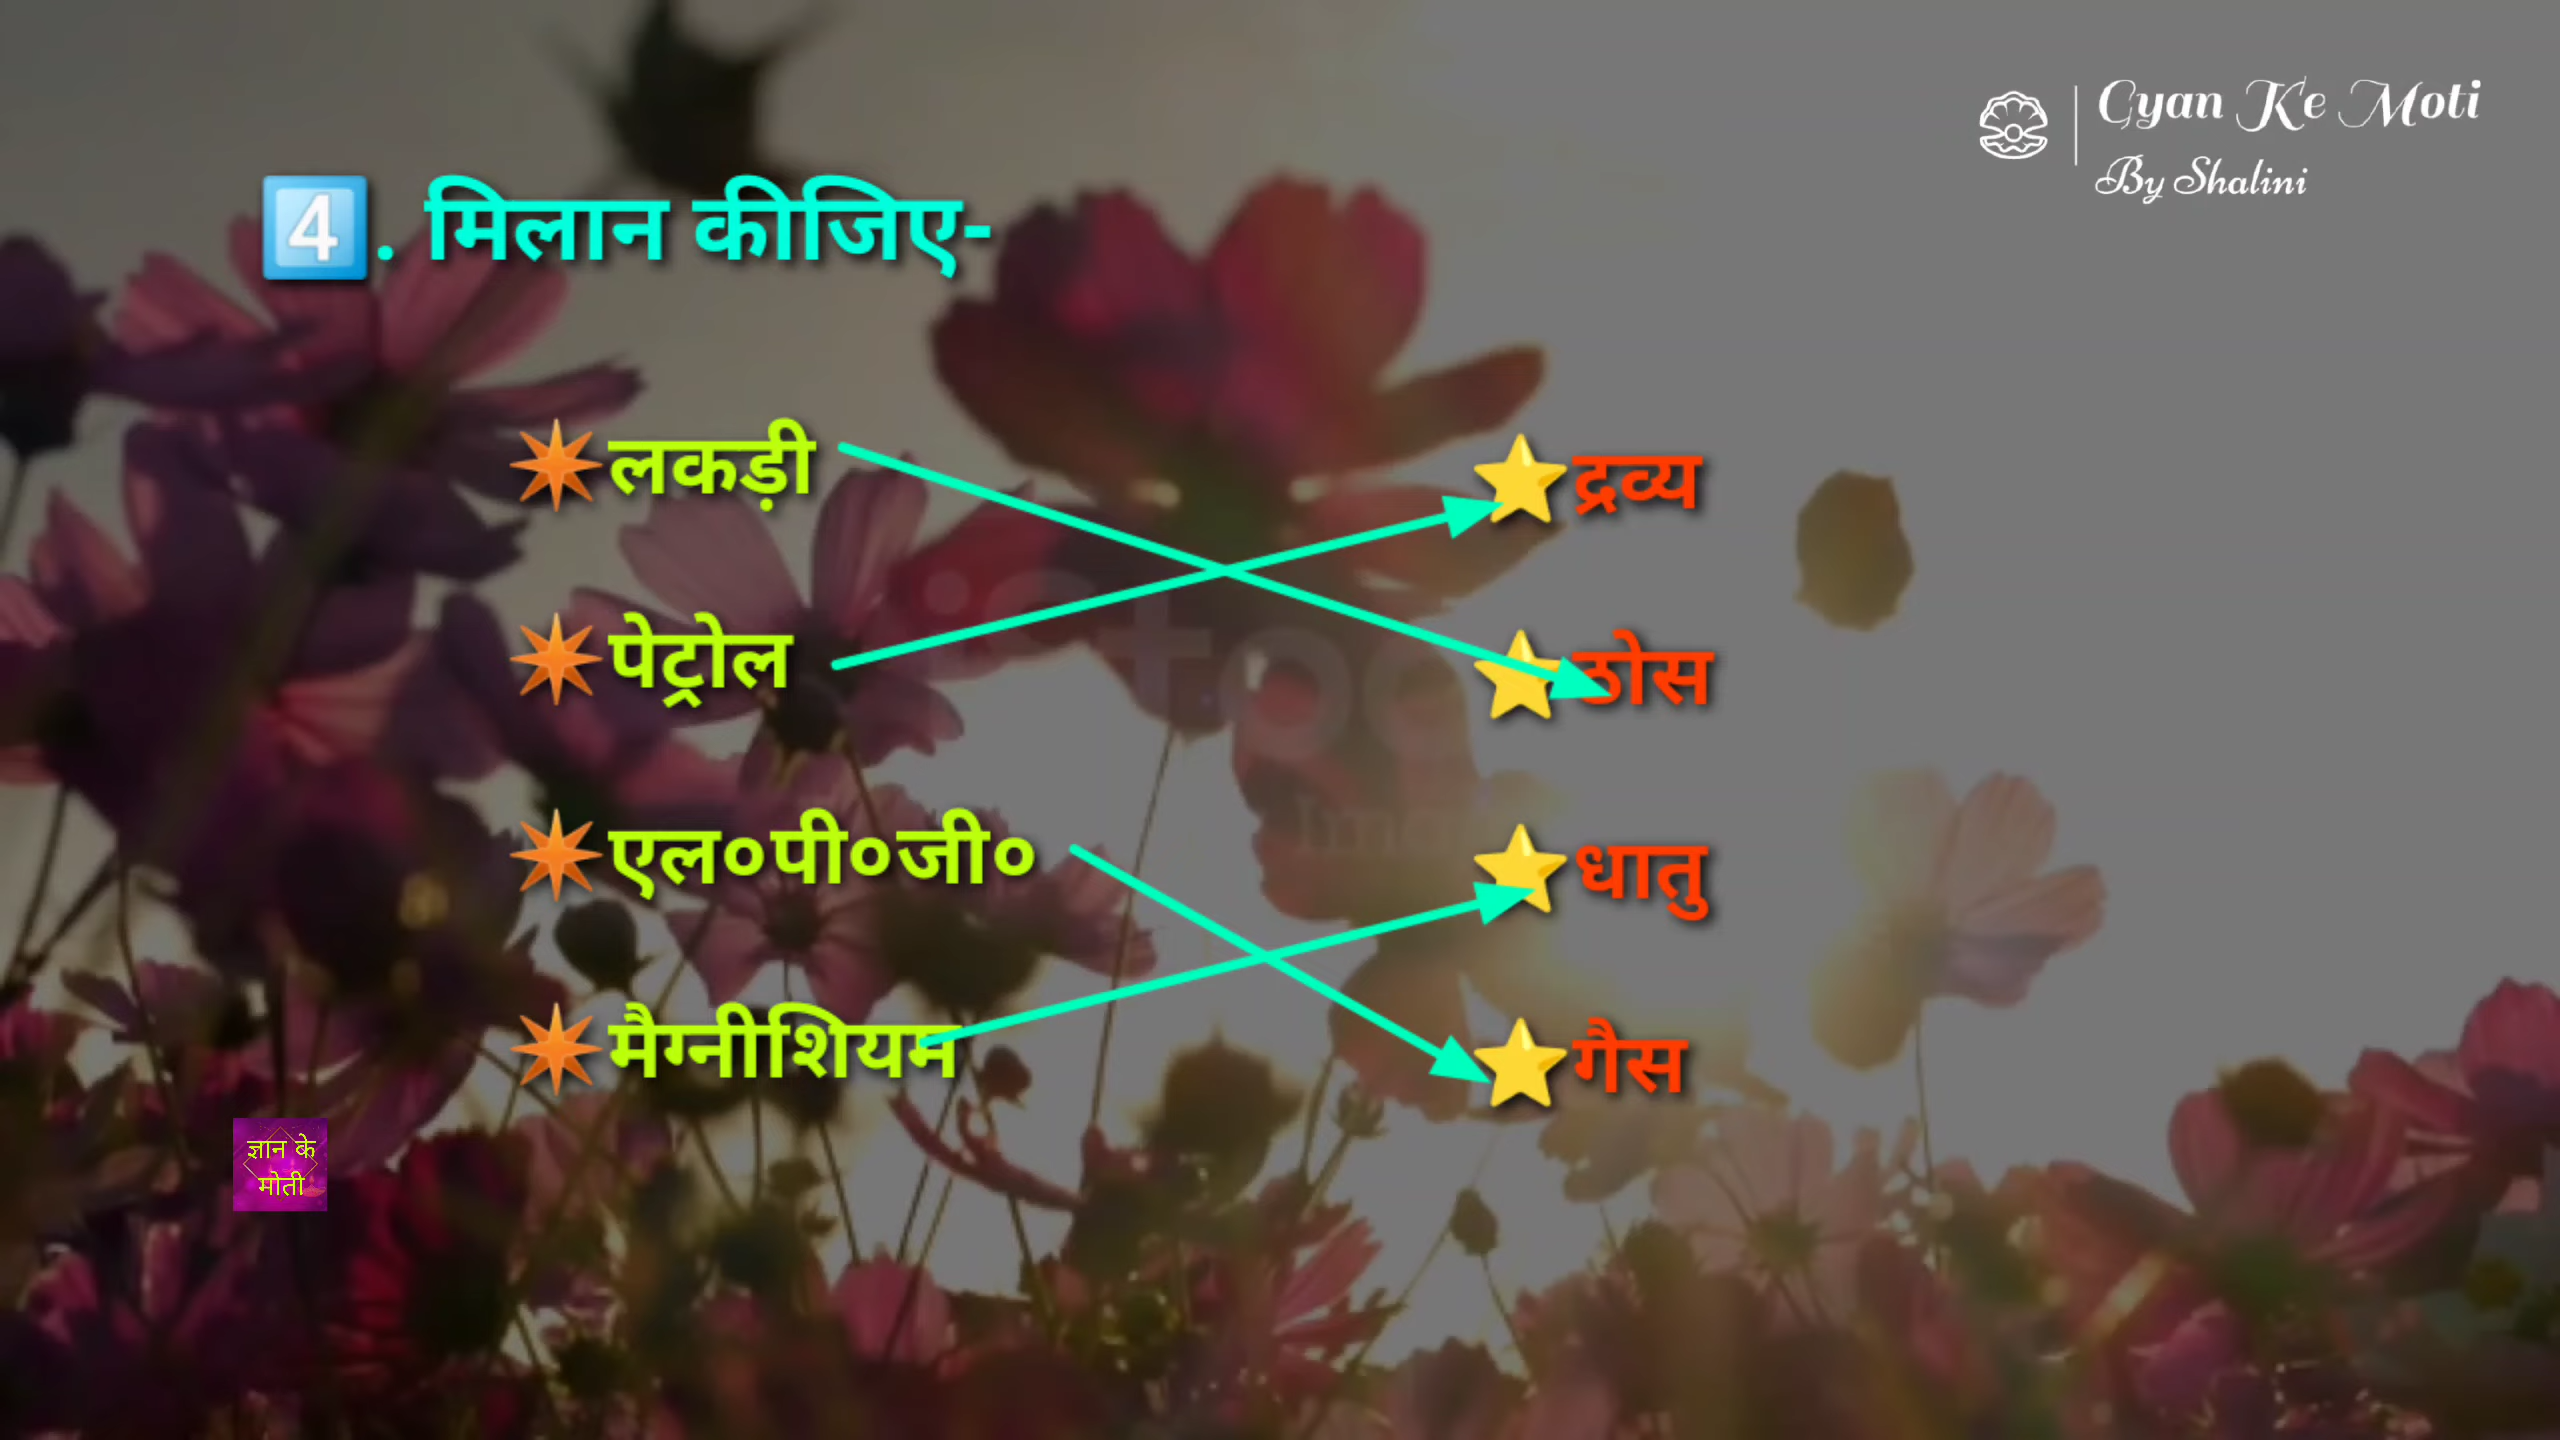 Gyan Ke Moti
By Shalini
4. मिलान कीजिए-
लकड़ी
द्रव्य
पेट्रोल
ठोस
एल०पी०जी०
धातु
मैग्नीशियम
गैस
ज्ञान के
मोती